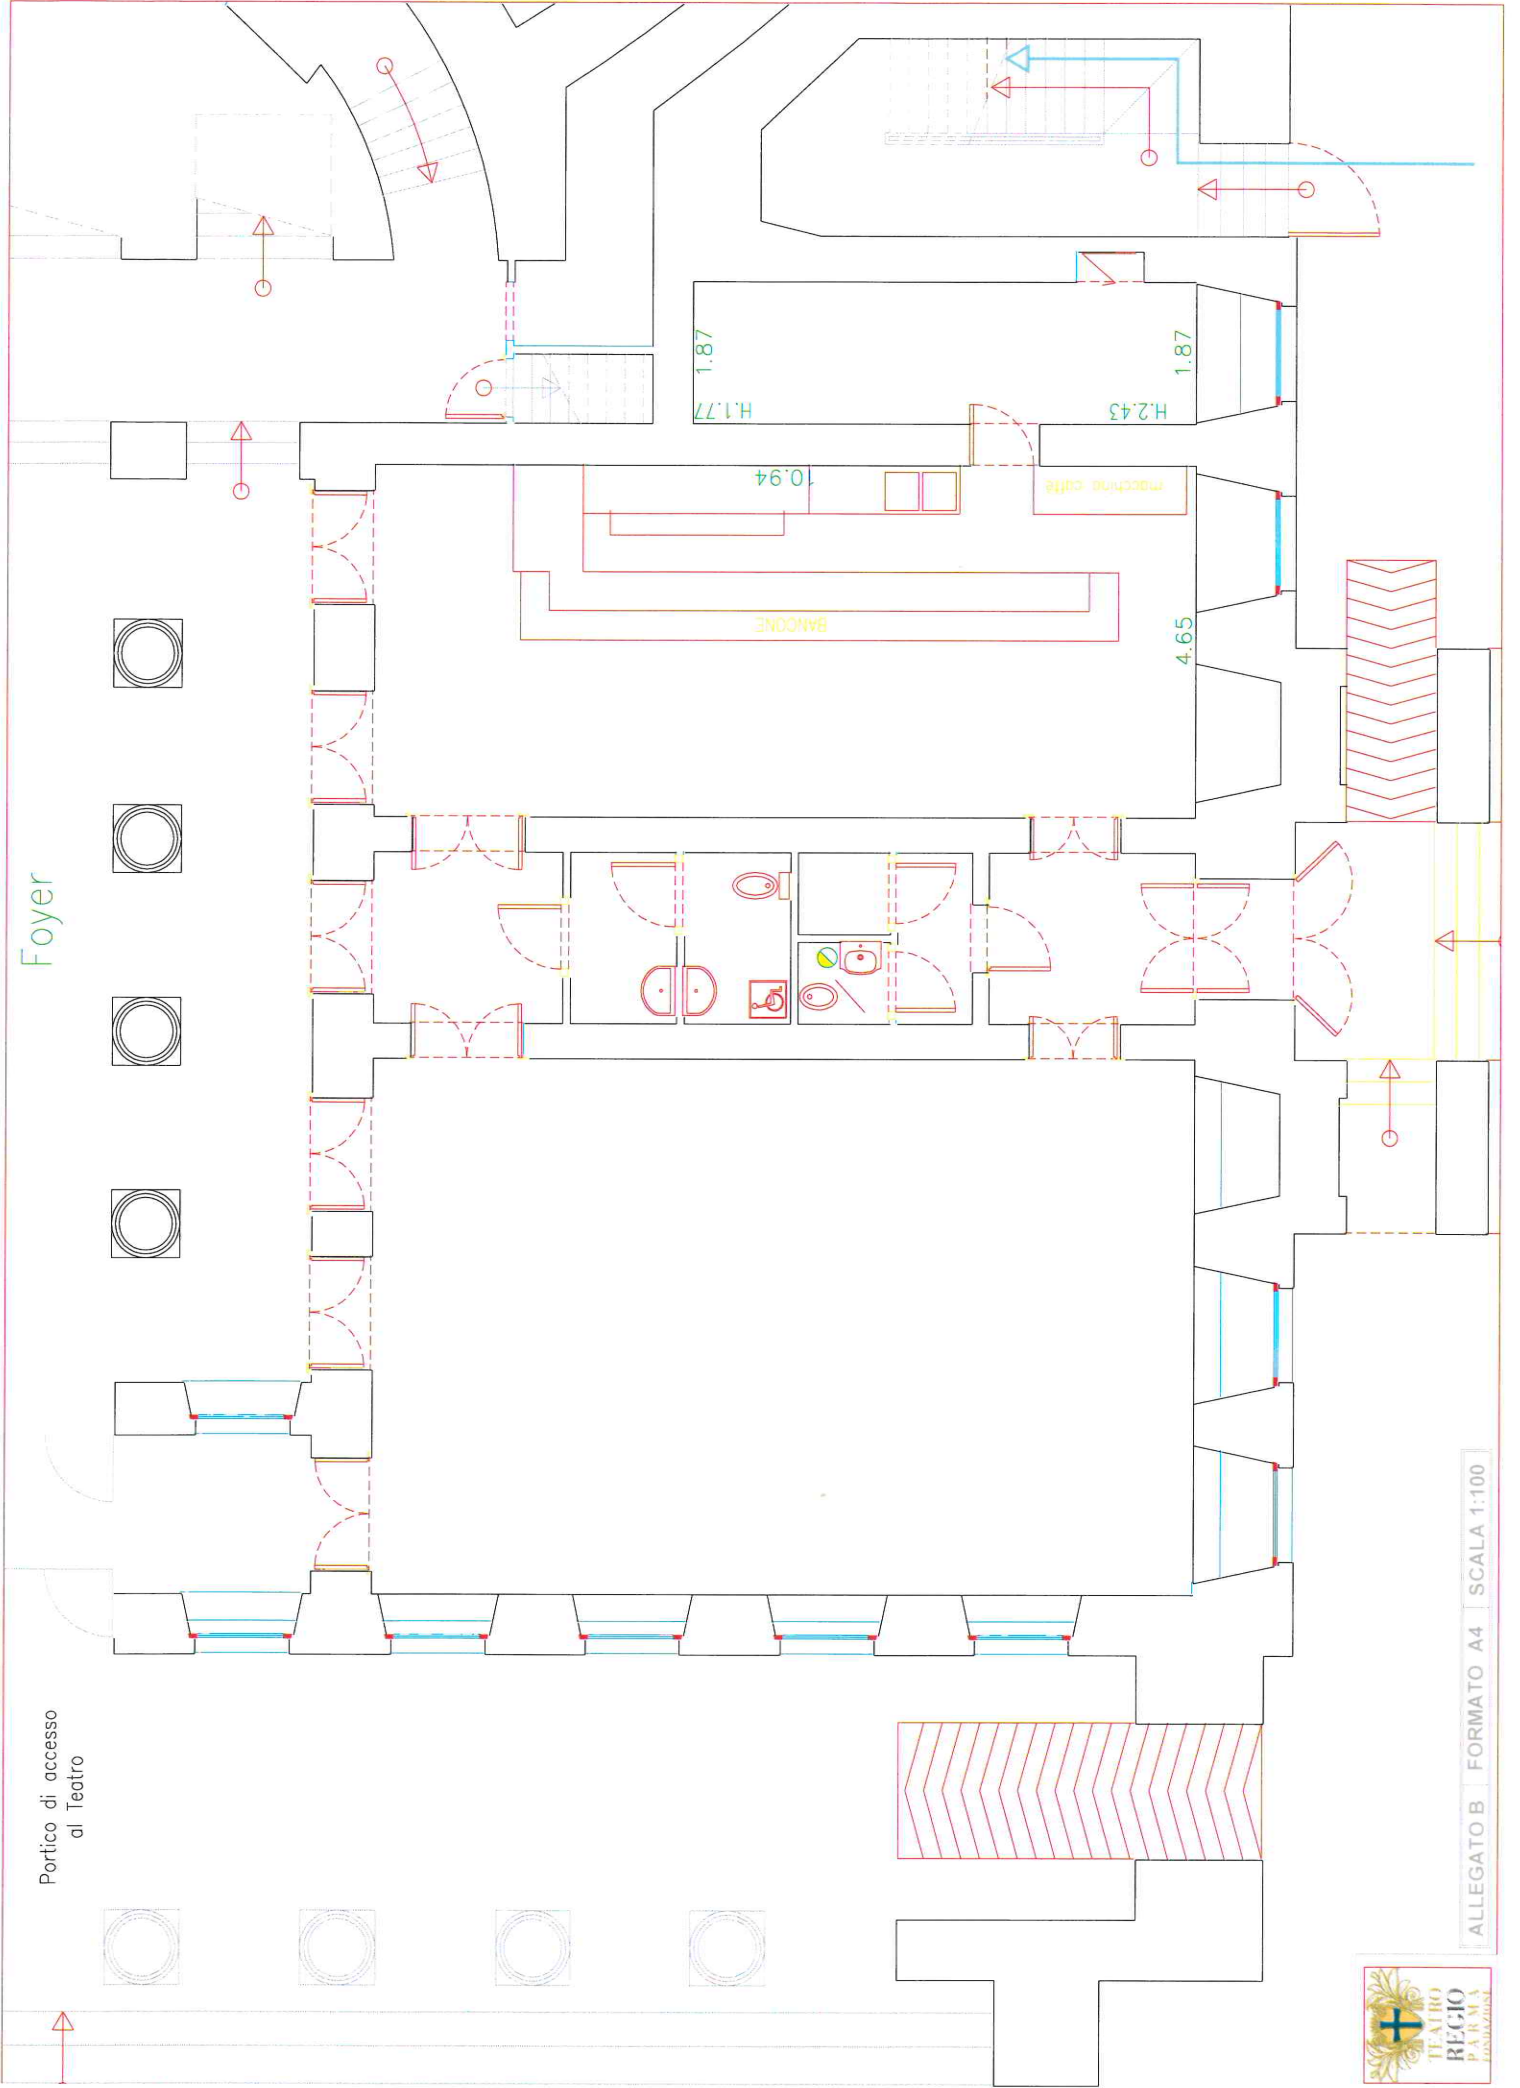 Foyer
Portico di accesso
al Teatro
1.87
H.1.77
1.87
H.2.43
10.94
macchina caffè
BANCONE
4.65
ALLEGATO B FORMATO A4 SCALA 1:100
TEATRO
REGIO
PARMA
FONDAZIONE